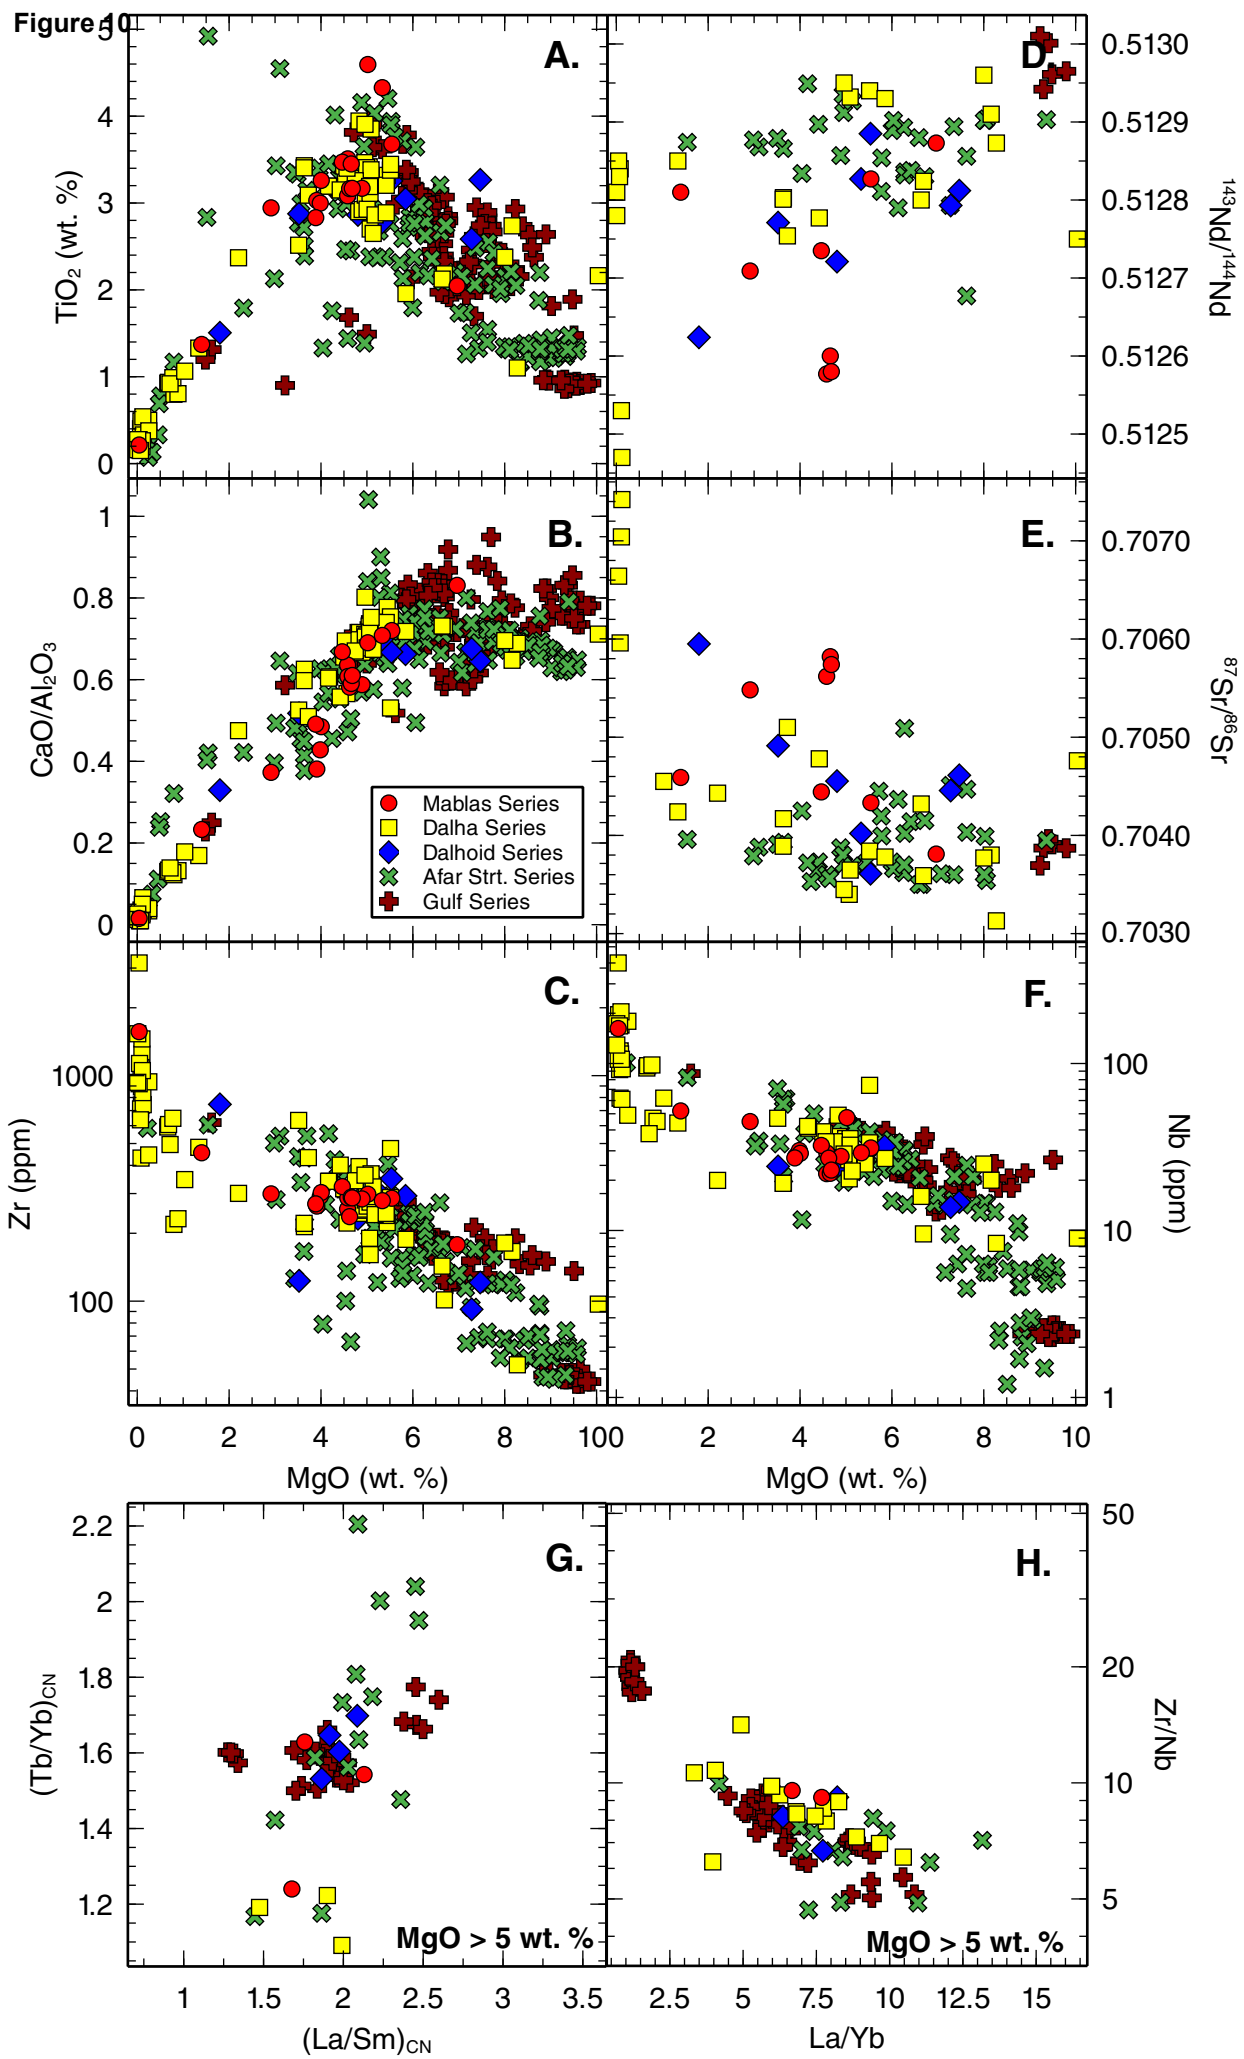 Figure 10
A.
5
4
3
2
1
0
TiO2 (wt. %)
D.
0.5130
0.5129
0.5128
0.5127
0.5126
0.5125
143Nd/144Nd
B.
1
0.8
0.6
0.4
0.2
0
CaO/Al2O3
Mablas Series
Dalha Series
Dalhoid Series
Afar Strt. Series
Gulf Series
E.
0.7070
0.7060
0.7050
0.7040
0.7030
87Sr/86Sr
C.
1000
100
Zr (ppm)
0 2 4 6 8 10
MgO (wt. %)
F.
100
10
1
Nb (ppm)
0 2 4 6 8 10
MgO (wt. %)
G.
2.2
2
1.8
1.6
1.4
1.2
(Tb/Yb)CN
MgO > 5 wt. %
1 1.5 2 2.5 3 3.5
(La/Sm)CN
H.
50
20
10
5
Zr/Nb
MgO > 5 wt. %
2.5 5 7.5 10 12.5 15
La/Yb